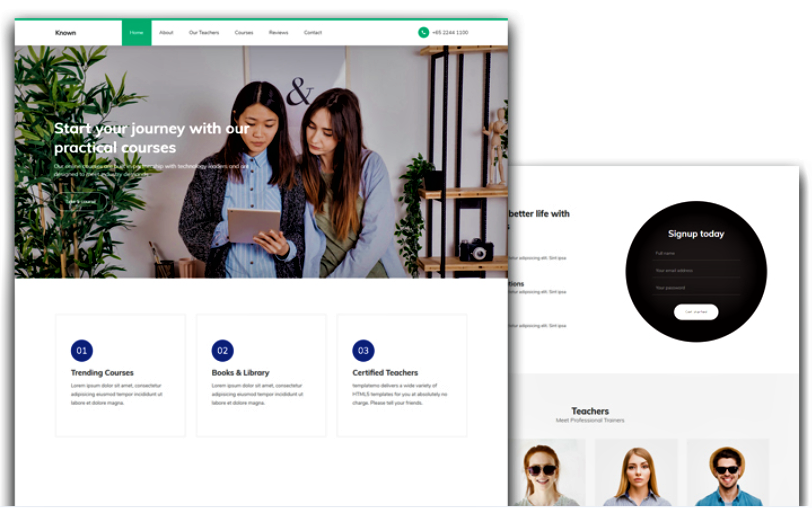 Known
Home
About
Our Teachers
Courses
Reviews
Contact
+65 2244 1100
&
Start your journey with our
practical courses
Our online courses are built in partnership with technology leaders and are
designed to meet industry demands.
Take a course
01
Trending Courses
Lorem ipsum dolor sit amet, consectetur
adipiscing eiusmod tempor incididunt ut
labore et dolore magna.
02
Books & Library
Lorem ipsum dolor sit amet, consectetur
adipiscing eiusmod tempor incididunt ut
labore et dolore magna.
03
Certified Teachers
templatemo delivers a wide variety of
HTML5 templates for you at absolutely no
charge. Please tell your friends.
better life with
adipiscing elit. Sint ipsa
adipiscing elit. Sint ipsa
adipiscing elit. Sint ipsa
Signup today
Full name
Your email address
Your password
Teachers
Meet Professional Trainers